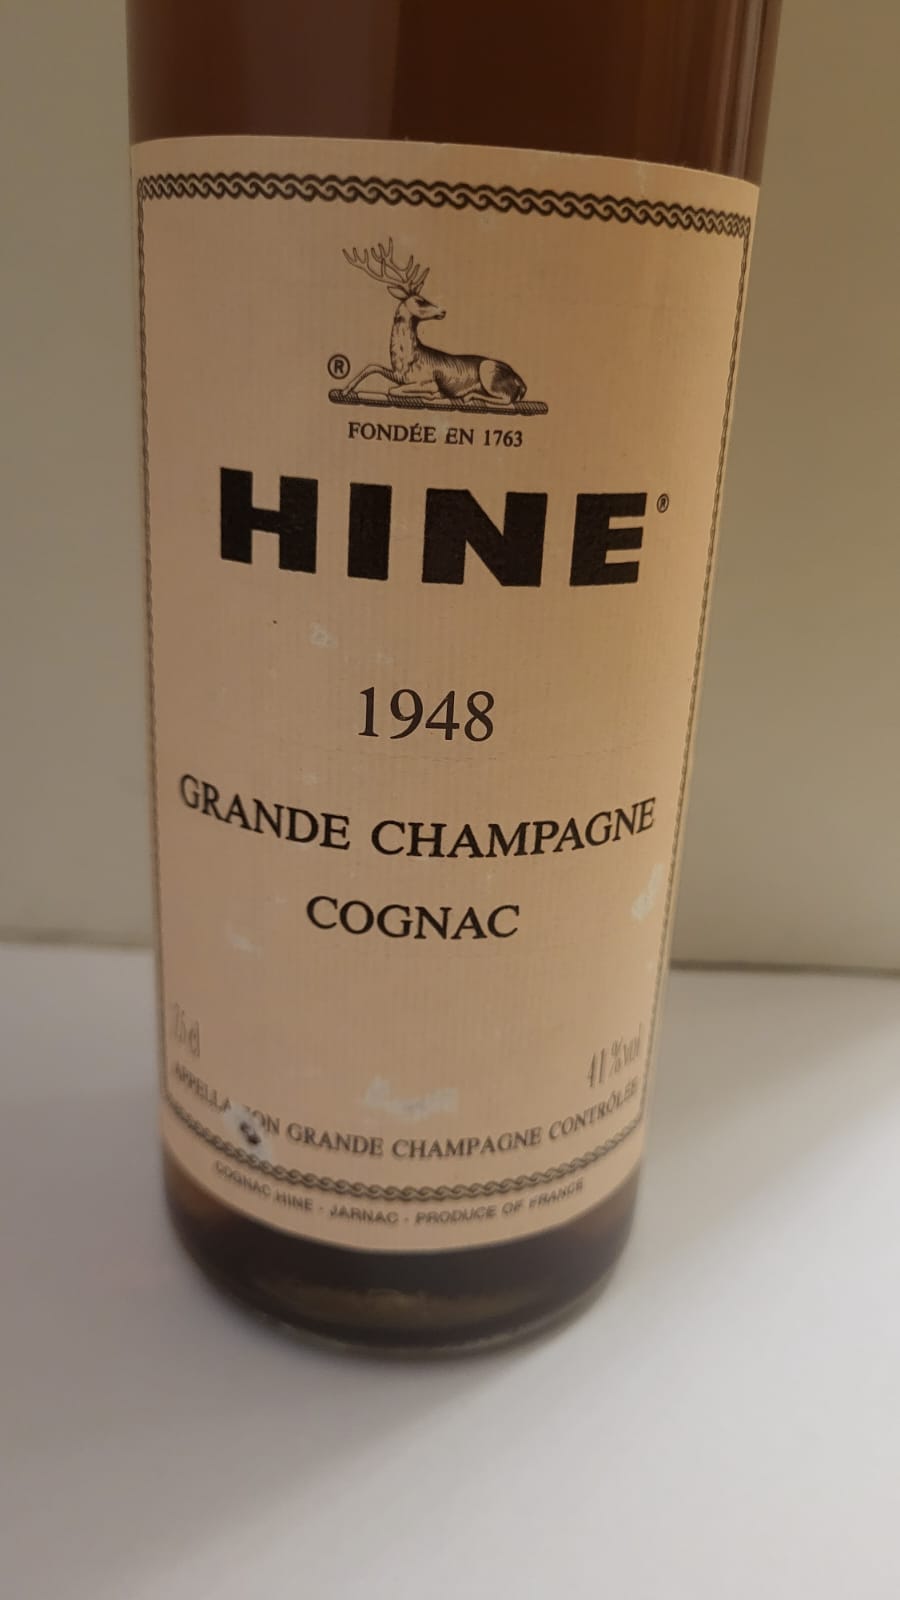 ®
FONDÉE EN 1763
HINE®
1948
GRANDE CHAMPAGNE
COGNAC
41%vol
GRANDE CHAMPAGNE CONTRÔLÉE
COGNAC HINE - JARNAC - PRODUCE OF FRANCE